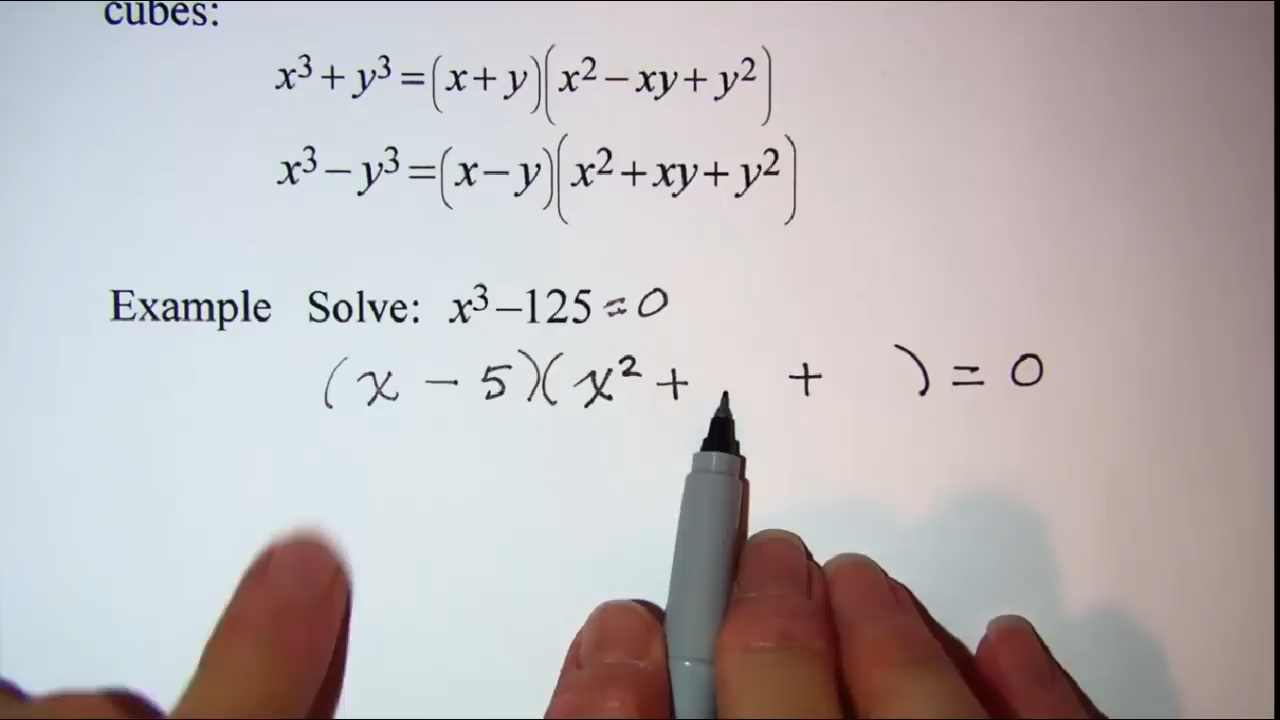 cubes:
x³ + y³ = (x + y)(x² − xy + y²)
x³ − y³ = (x − y)(x² + xy + y²)
Example Solve: x³ − 125 = 0
(x − 5)(x² + + ) = 0